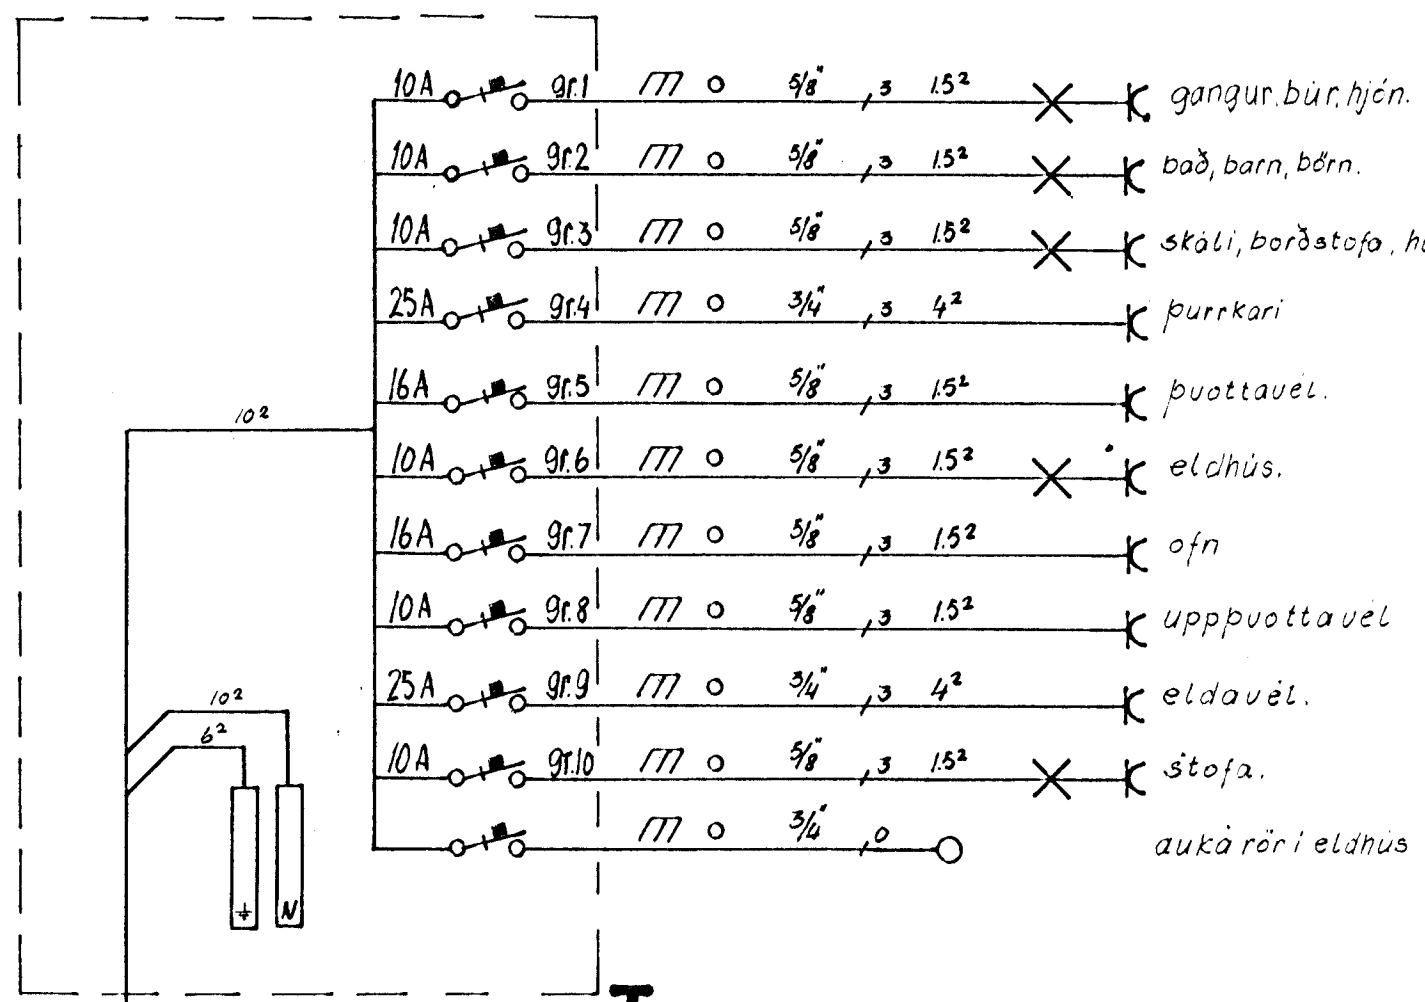 10A gr.1 5/8" 3 1.5² gangur, búr, hjón.
10A gr.2 5/8" 3 1.5² bað, barn, börn.
10A gr.3 5/8" 3 1.5² skáli, borðstofa,
25A gr.4 3/4" 3 4² þurrkari
16A gr.5 5/8" 3 1.5² þvottavél.
10²
10A gr.6 5/8" 3 1.5² eldhús.
16A gr.7 5/8" 3 1.5² ofn
10A gr.8 5/8" 3 1.5² uppþvottavél
25A gr.9 3/4" 3 4² eldavél.
10²
6²
10A gr.10 5/8" 3 1.5² stofa.
3/4" 0 auka rör í eldhús
N